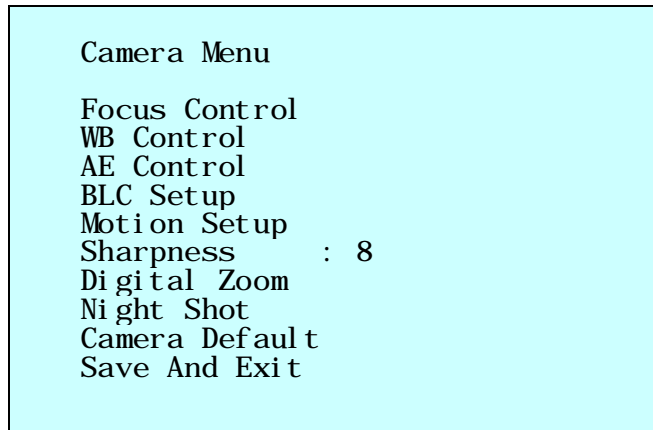 Camera Menu
Focus Control
WB Control
AE Control
BLC Setup
Motion Setup
Sharpness : 8
Digital Zoom
Night Shot
Camera Default
Save And Exit